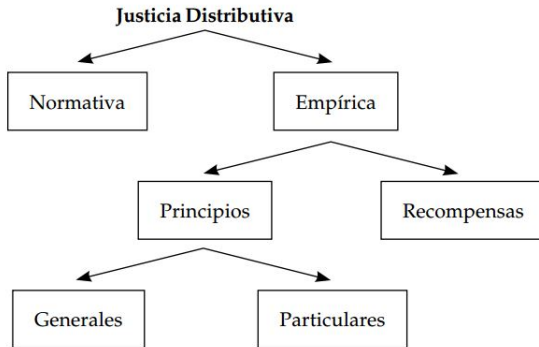 Justicia Distributiva
Normativa
Empírica
Principios
Recompensas
Generales
Particulares